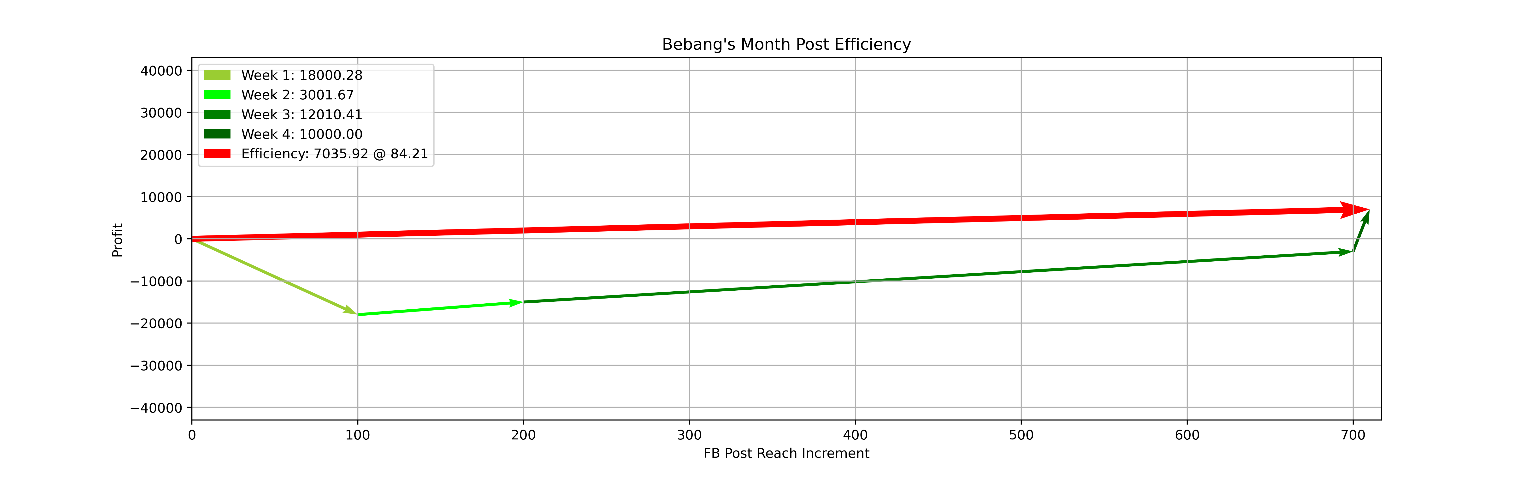 Bebang's Month Post Efficiency
40000
30000
20000
10000
0
−10000
−20000
−30000
−40000
Profit
Week 1: 18000.28
Week 2: 3001.67
Week 3: 12010.41
Week 4: 10000.00
Efficiency: 7035.92 @ 84.21
0 100 200 300 400 500 600 700
FB Post Reach Increment